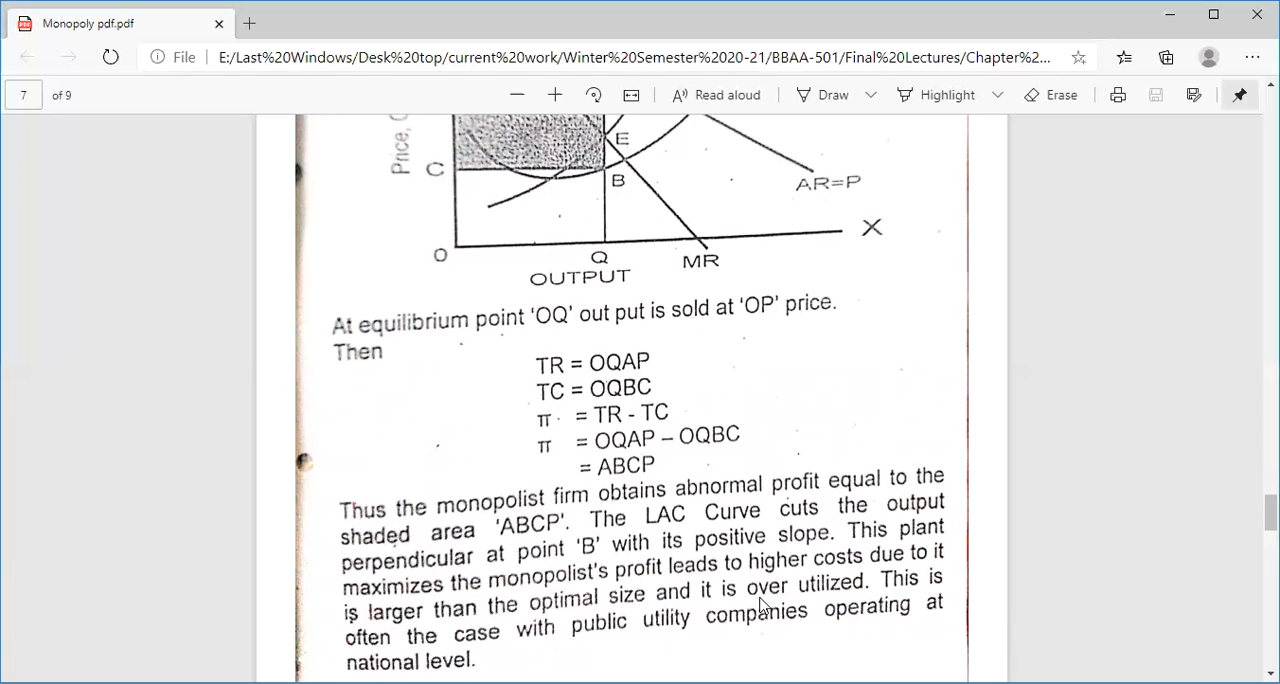 Monopoly pdf.pdf
File E:/Last%20Windows/Desk%20top/current%20work/Winter%20Semester%202020-21/BBAA-501/Final%20Lectures/Chapter%2...
7 of 9 Read aloud Draw Highlight Erase
Price, C
E
C
B
AR=P
X
O
Q
MR
OUTPUT
At equilibrium point 'OQ' out put is sold at 'OP' price.
Then
TR = OQAP
TC = OQBC
π = TR - TC
π = OQAP – OQBC
= ABCP
Thus the monopolist firm obtains abnormal profit equal to the
shaded area 'ABCP'. The LAC Curve cuts the output
perpendicular at point 'B' with its positive slope. This plant
maximizes the monopolist's profit leads to higher costs due to it
is larger than the optimal size and it is over utilized. This is
often the case with public utility companies operating at
national level.